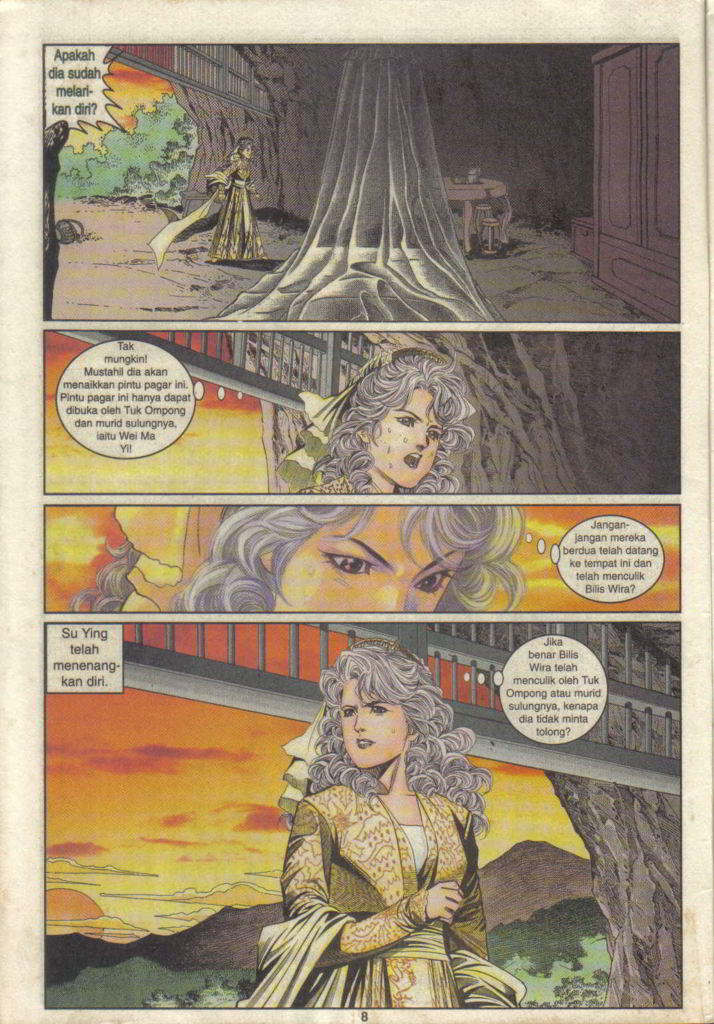 Apakah
dia sudah
melari-
kan diri?
Tak
mungkin!
Mustahil dia akan
menaikkan pintu pagar ini.
Pintu pagar ini hanya dapat
dibuka oleh Tuk Ompong
dan murid sulungnya,
iaitu Wei Ma
Yi!
Jangan-
jangan mereka
berdua telah datang
ke tempat ini dan
telah menculik
Bilis Wira?
Su Ying
telah
menenang-
kan diri.
Jika
benar Bilis
Wira telah
menculik oleh Tuk
Ompong atau murid
sulungnya, kenapa
dia tidak minta
tolong?
8